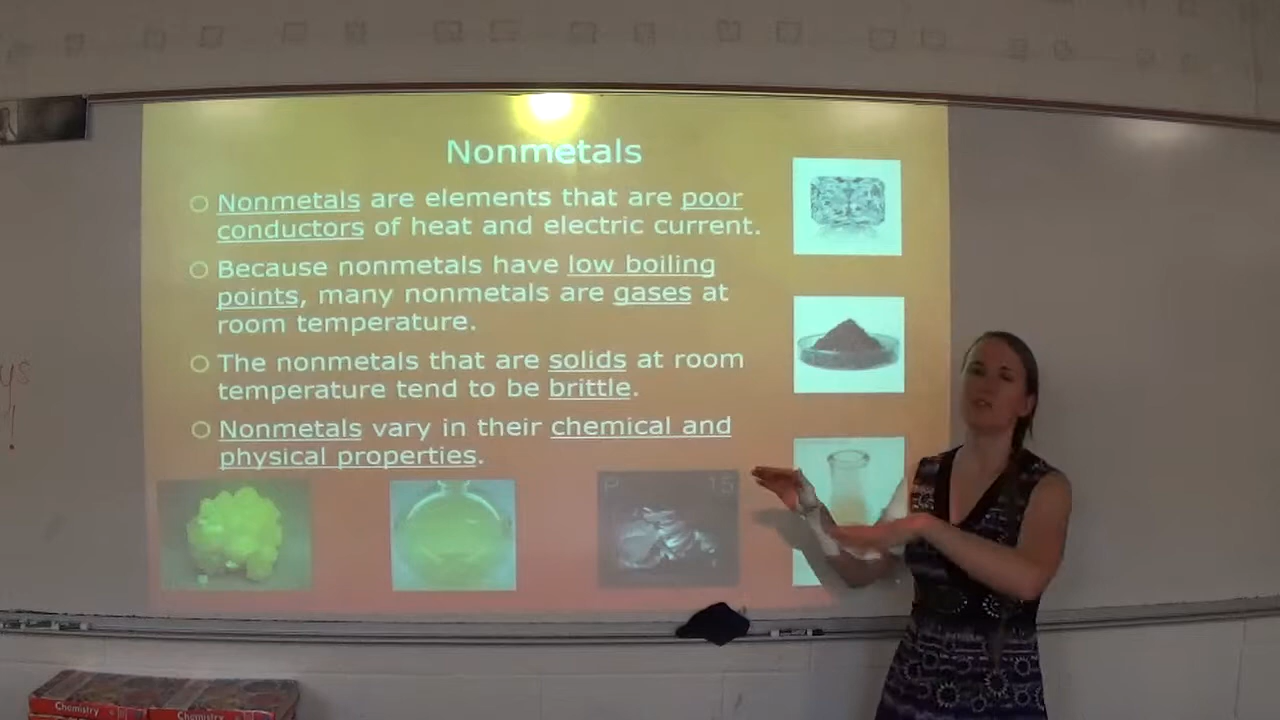 Nonmetals
Nonmetals are elements that are poor
conductors of heat and electric current.
Because nonmetals have low boiling
points, many nonmetals are gases at
room temperature.
The nonmetals that are solids at room
temperature tend to be brittle.
Nonmetals vary in their chemical and
physical properties.
P 15
Chemistry
Chemistry